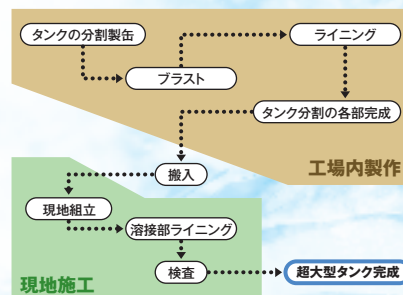 タンクの分割製缶
ライニング
ブラスト
タンク分割の各部完成
工場内製作
搬入
現地組立
溶接部ライニング
検査
超大型タンク完成
現地施工